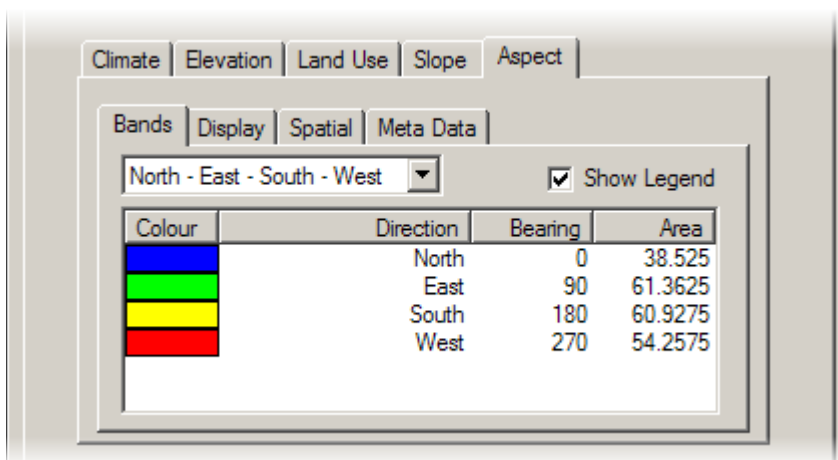 Climate Elevation Land Use Slope Aspect
Bands Display Spatial Meta Data
North - East - South - West Show Legend
Colour Direction Bearing Area
North 0 38.525
East 90 61.3625
South 180 60.9275
West 270 54.2575